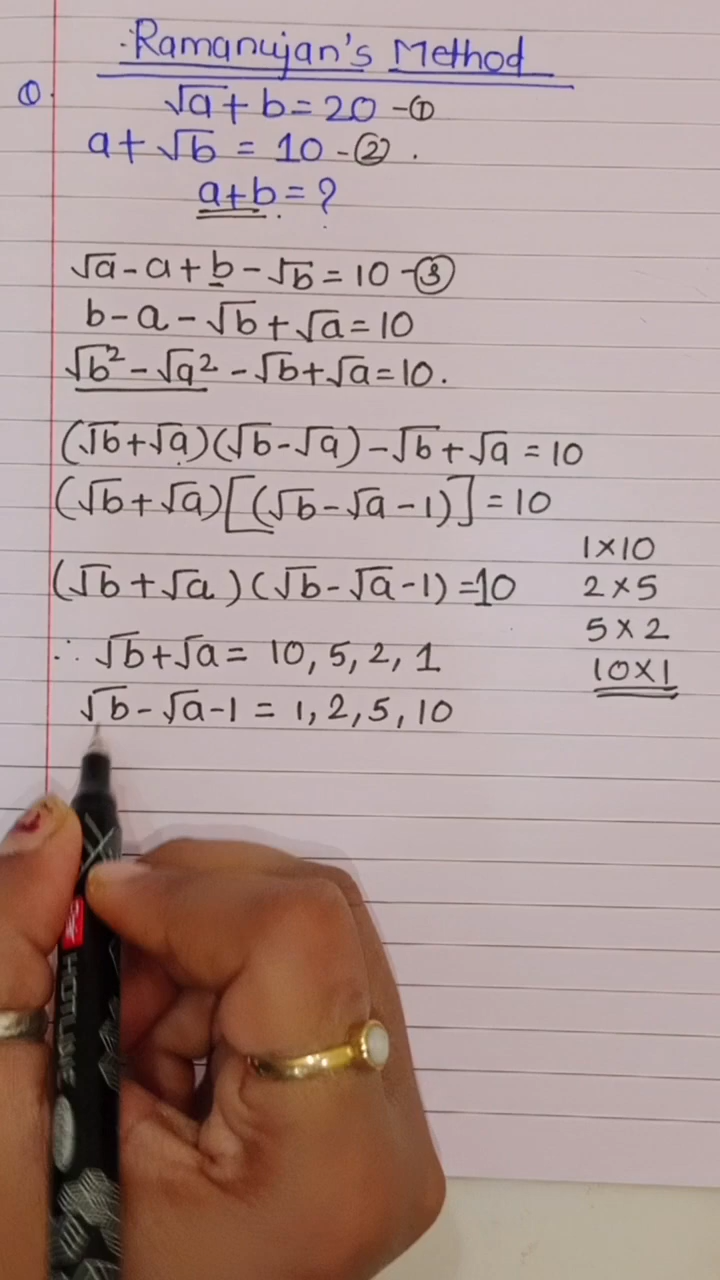 Ramanujan's Method
① √a + b = 20 -①
a + √b = 10 -② .
a+b = ?
√a - a + b - √b = 10 -③
b - a - √b + √a = 10
√b² - √a² - √b + √a = 10.
(√b + √a)(√b - √a) - √b + √a = 10
(√b + √a)[(√b - √a - 1)] = 10
(√b + √a)(√b - √a - 1) = 10
∴ √b + √a = 10, 5, 2, 1
√b - √a - 1 = 1, 2, 5, 10
1 × 10
2 × 5
5 × 2
10 × 1